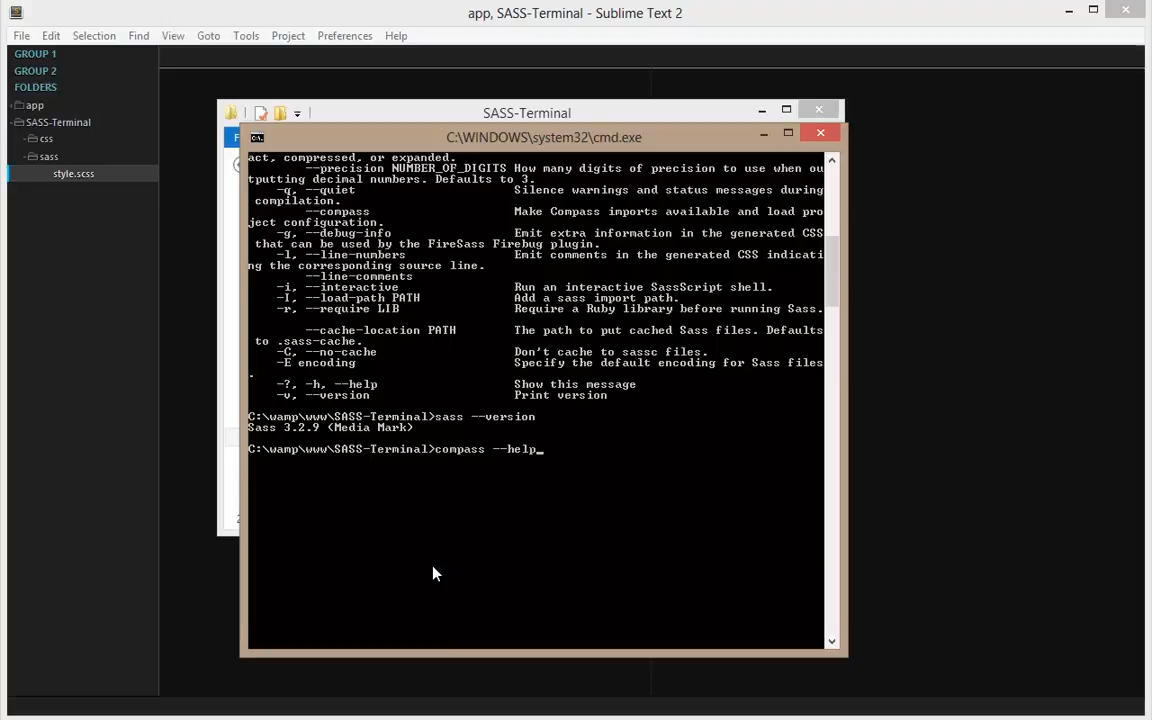 app, SASS-Terminal - Sublime Text 2
File Edit Selection Find View Goto Tools Project Preferences Help
GROUP 1
GROUP 2
FOLDERS
app
SASS-Terminal
css
sass
style.scss
SASS-Terminal
F
C:\WINDOWS\system32\cmd.exe
act, compressed, or expanded.
--precision NUMBER_OF_DIGITS How many digits of precision to use when ou
tputting decimal numbers. Defaults to 3.
-q, --quiet Silence warnings and status messages during
compilation.
--compass Make Compass imports available and load pro
ject configuration.
-g, --debug-info Emit extra information in the generated CSS
that can be used by the FireSass Firebug plugin.
-l, --line-numbers Emit comments in the generated CSS indicati
ng the corresponding source line.
--line-comments
-i, --interactive Run an interactive SassScript shell.
-I, --load-path PATH Add a sass import path.
-r, --require LIB Require a Ruby library before running Sass.
--cache-location PATH The path to put cached Sass files. Defaults
to .sass-cache.
-C, --no-cache Don't cache to sassc files.
-E encoding Specify the default encoding for Sass files
.
-?, -h, --help Show this message
-v, --version Print version
C:\wamp\www\SASS-Terminal>sass --version
Sass 3.2.9 (Media Mark)
C:\wamp\www\SASS-Terminal>compass --help_
2